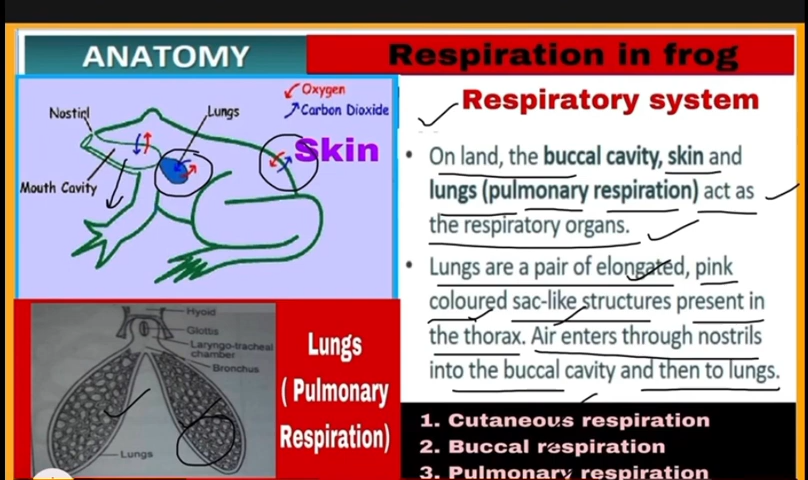 ANATOMY
Respiration in frog
Oxygen
Carbon Dioxide
Nostirl
Lungs
Skin
Mouth Cavity
Respiratory system
• On land, the buccal cavity, skin and
lungs (pulmonary respiration) act as
the respiratory organs.
• Lungs are a pair of elongated, pink
coloured sac-like structures present in
the thorax. Air enters through nostrils
into the buccal cavity and then to lungs.
Hyoid
Glottis
Laryngo-tracheal
chamber
Bronchus
Lungs
Lungs
( Pulmonary
Respiration)
1. Cutaneous respiration
2. Buccal respiration
3. Pulmonary respiration